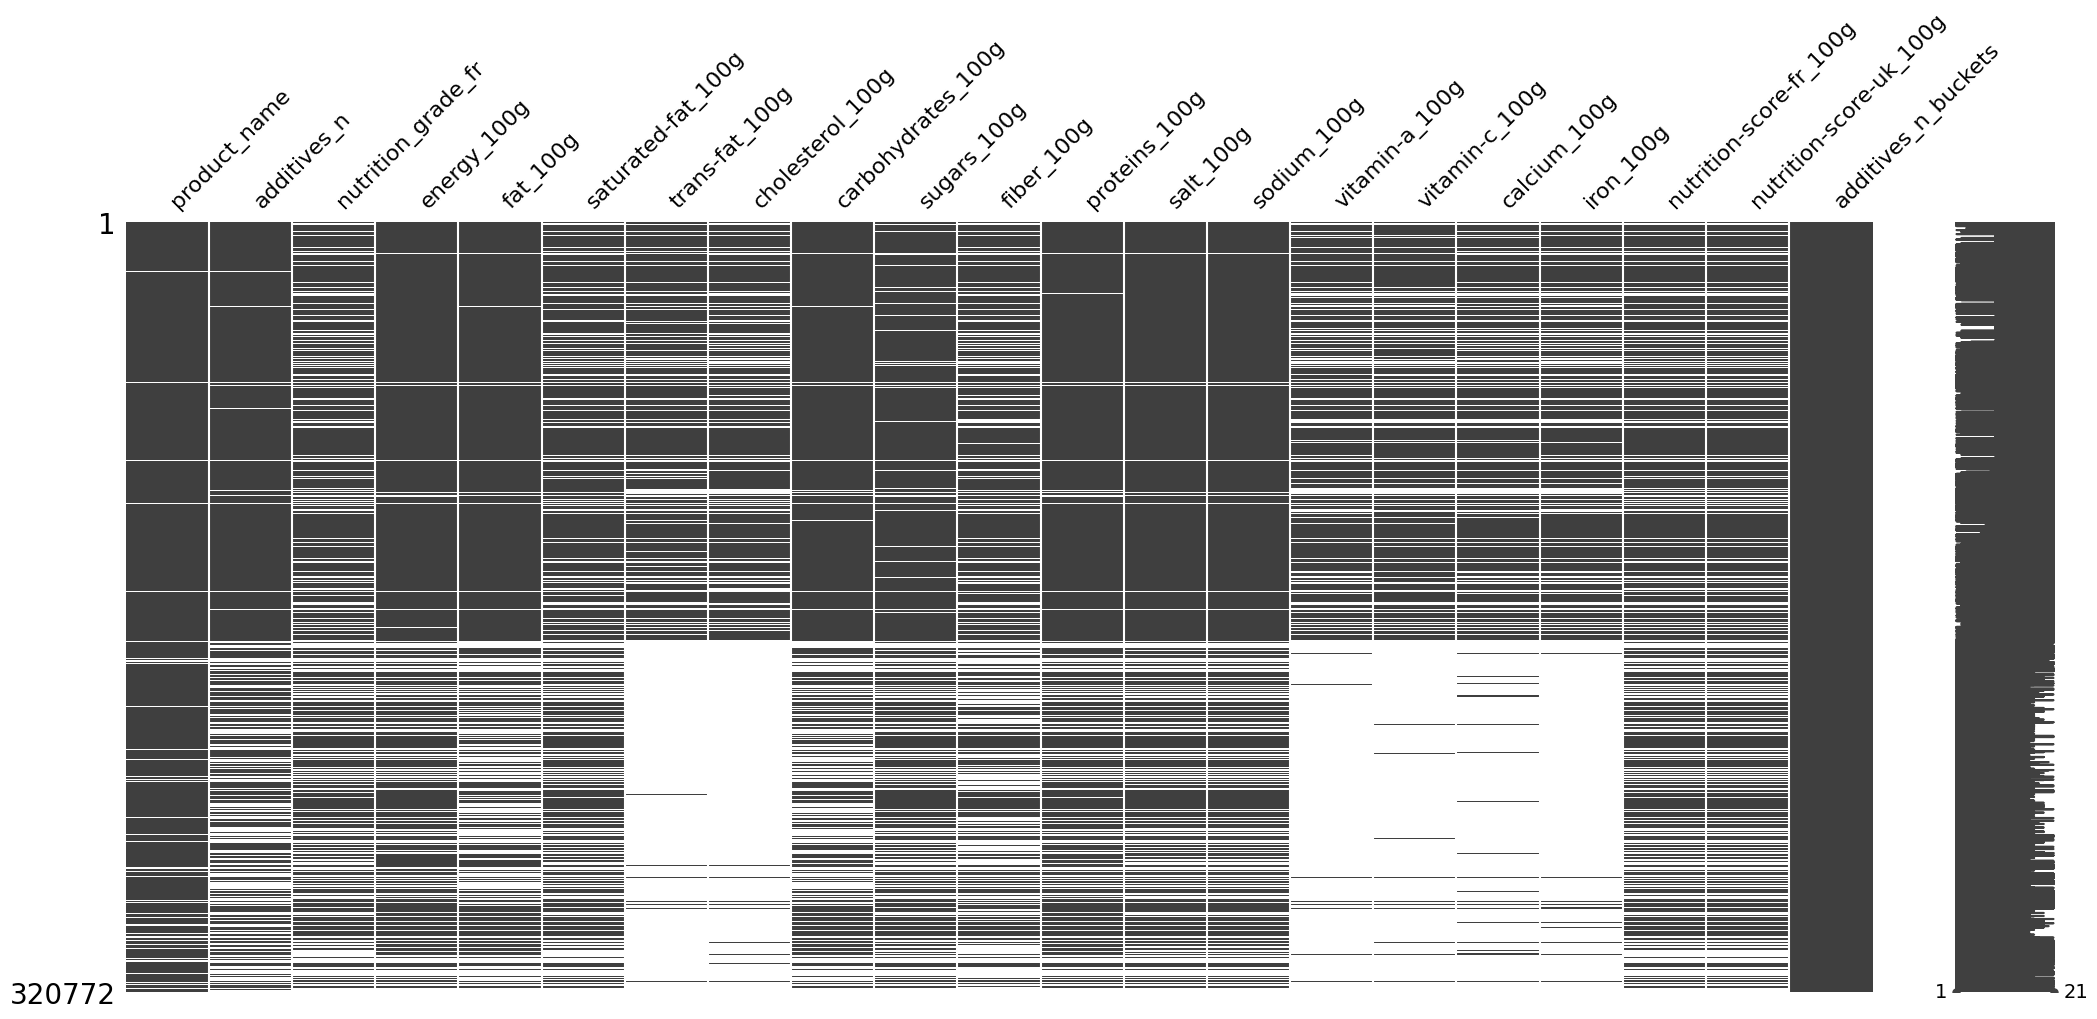 product_name
additives_n
nutrition_grade_fr
energy_100g
fat_100g
saturated-fat_100g
trans-fat_100g
cholesterol_100g
carbohydrates_100g
sugars_100g
fiber_100g
proteins_100g
salt_100g
sodium_100g
vitamin-a_100g
vitamin-c_100g
calcium_100g
iron_100g
nutrition-score-fr_100g
nutrition-score-uk_100g
additives_n_buckets
1
320772
1
21